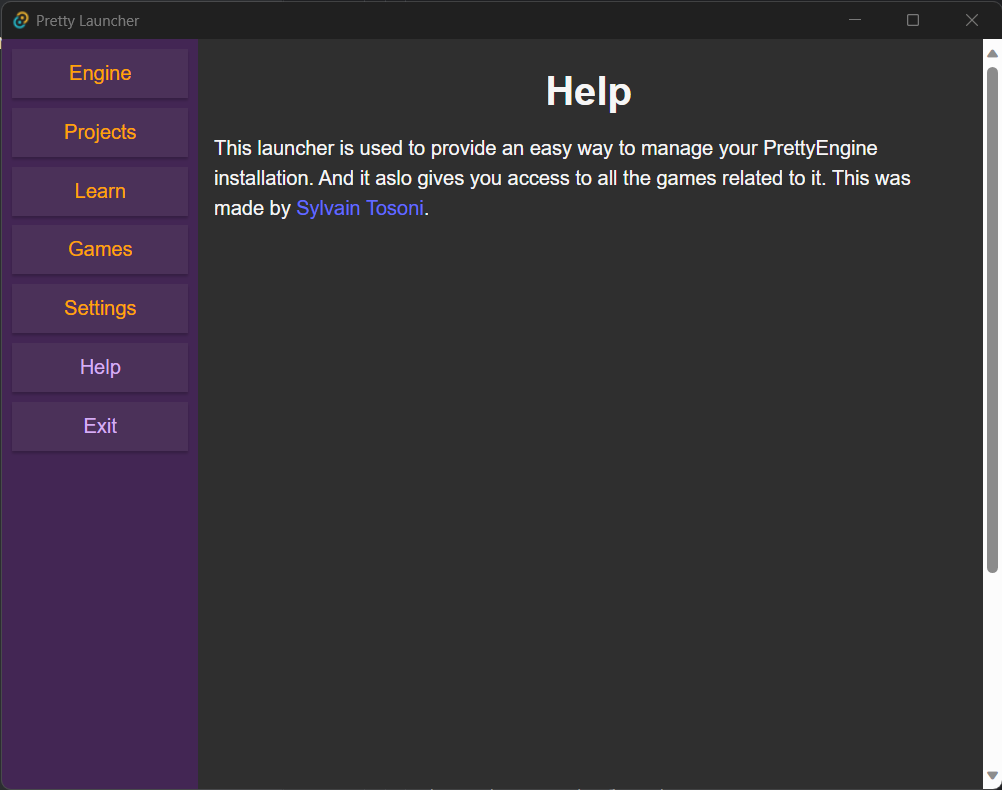 Pretty Launcher
Engine
Projects
Learn
Games
Settings
Help
Exit
Help
This launcher is used to provide an easy way to manage your PrettyEngine
installation. And it aslo gives you access to all the games related to it. This was
made by Sylvain Tosoni.